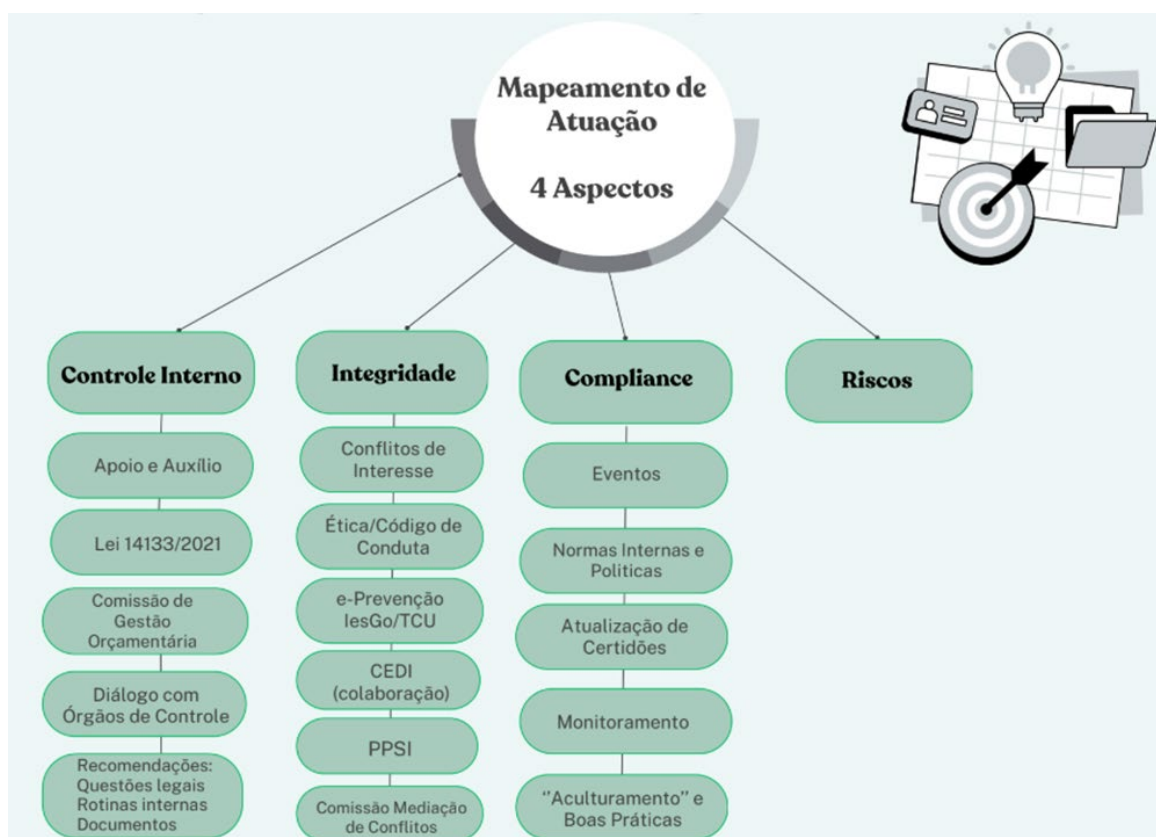 Mapeamento de
Atuação
4 Aspectos
Controle Interno
Apoio e Auxílio
Lei 14133/2021
Comissão de
Gestão
Orçamentária
Diálogo com
Órgãos de Controle
Recomendações:
Questões legais
Rotinas internas
Documentos
Integridade
Conflitos de
Interesse
Ética/Código de
Conduta
e-Prevenção
IesGo/TCU
CEDI
(colaboração)
PPSI
Comissão Mediação
de Conflitos
Compliance
Eventos
Normas Internas e
Politicas
Atualização de
Certidões
Monitoramento
‘‘Aculturamento’’ e
Boas Práticas
Riscos